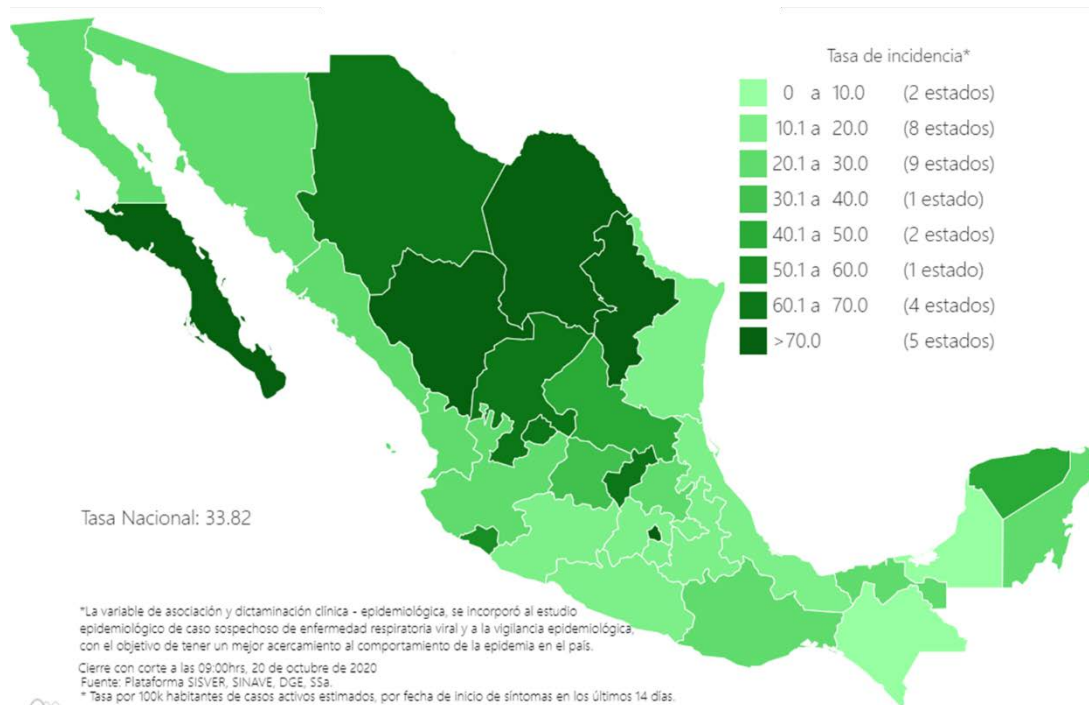 Tasa de incidencia*
0 a 10.0 (2 estados)
10.1 a 20.0 (8 estados)
20.1 a 30.0 (9 estados)
30.1 a 40.0 (1 estado)
40.1 a 50.0 (2 estados)
50.1 a 60.0 (1 estado)
60.1 a 70.0 (4 estados)
>70.0 (5 estados)
Tasa Nacional: 33.82
*La variable de asociación y dictaminación clínica - epidemiológica, se incorporó al estudio
epidemiológico de caso sospechoso de enfermedad respiratoria viral y a la vigilancia epidemiológica,
con el objetivo de tener un mejor acercamiento al comportamiento de la epidemia en el país.
Cierre con corte a las 09:00hrs, 20 de octubre de 2020
Fuente: Plataforma SISVER, SINAVE, DGE, SSa.
* Tasa por 100k habitantes de casos activos estimados, por fecha de inicio de síntomas en los últimos 14 días.